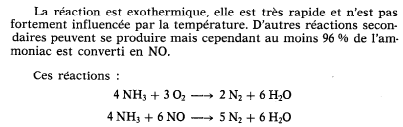 La réaction est exothermique, elle est très rapide et n'est pas
fortement influencée par la température. D'autres réactions secon-
daires peuvent se produire mais cependant au moins 96 % de l'am-
moniac est converti en NO.
Ces réactions :
4 NH₃ + 3 O₂ ⟶ 2 N₂ + 6 H₂O
4 NH₃ + 6 NO ⟶ 5 N₂ + 6 H₂O